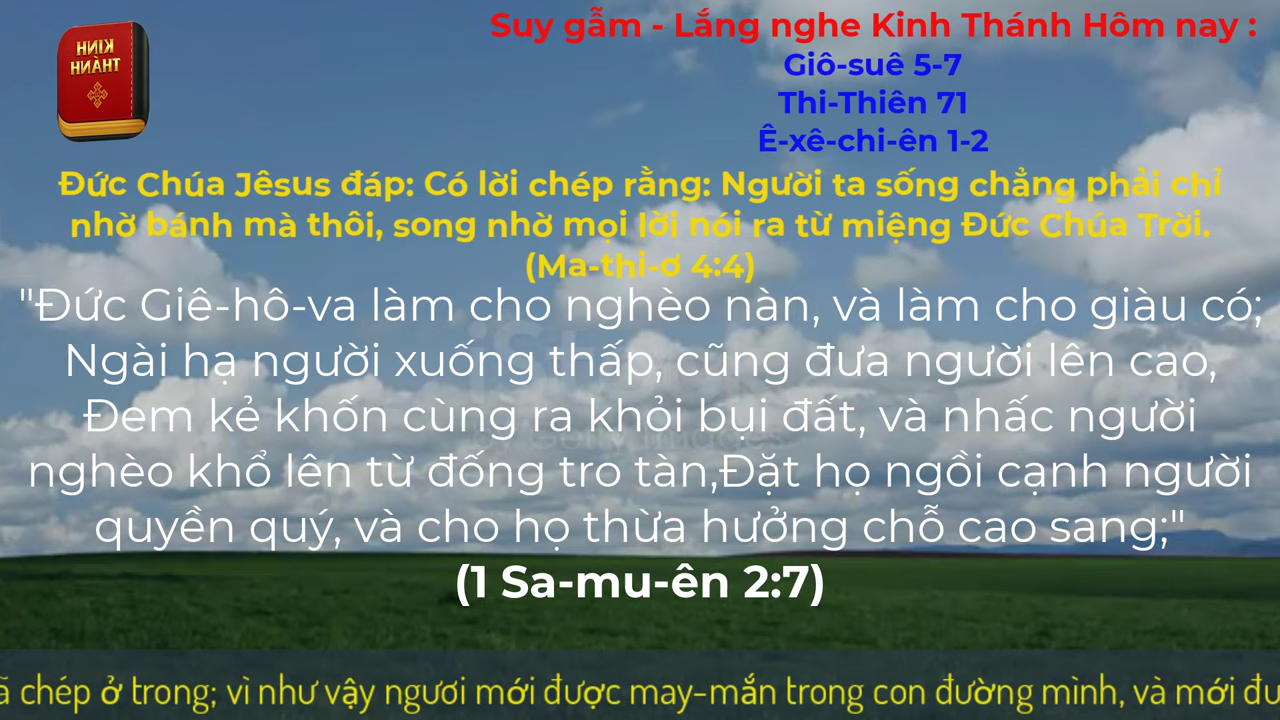 Suy gẫm - Lắng nghe Kinh Thánh Hôm nay :
Giô-suê 5-7
Thi-Thiên 71
Ê-xê-chi-ên 1-2
KINH
THÀNH
Đức Chúa Jêsus đáp: Có lời chép rằng: Người ta sống chẳng phải chỉ
nhờ bánh mà thôi, song nhờ mọi lời nói ra từ miệng Đức Chúa Trời.
(Ma-thi-ơ 4:4)
"Đức Giê-hô-va làm cho nghèo nàn, và làm cho giàu có;
Ngài hạ người xuống thấp, cũng đưa người lên cao,
Đem kẻ khốn cùng ra khỏi bụi đất, và nhấc người
nghèo khổ lên từ đống tro tàn,Đặt họ ngồi cạnh người
quyền quý, và cho họ thừa hưởng chỗ cao sang;"
(1 Sa-mu-ên 2:7)
chép ở trong; vì như vậy ngươi mới được may-mắn trong con đường mình, và mới